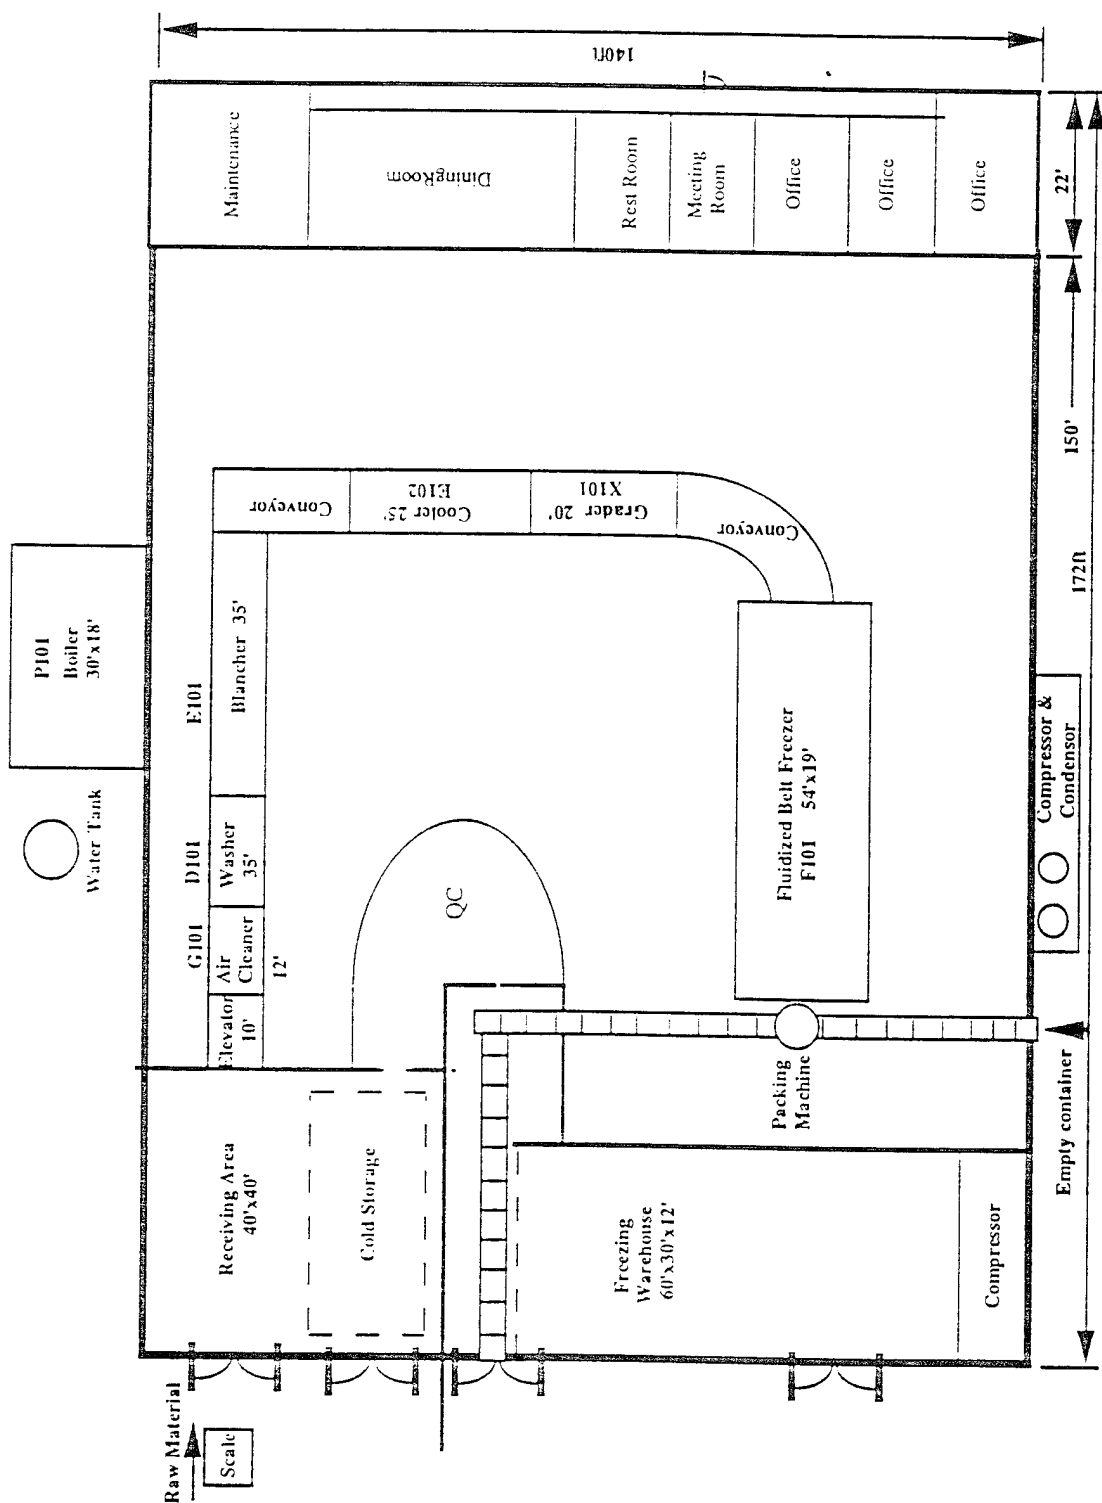 140ft
Maintenance
DiningRoom
Rest Room
Meeting
Room
Office
Office
Office
22'
150'
172ft
P101
Boiler
30'x18'
Water Tank
E101
D101
G101
Blancher 35'
Washer
35'
Air
Cleaner
12'
Elevator
10'
Conveyor
Cooler 25'
E102
Grader 20'
X101
Conveyor
QC
Fluidized Belt Freezer
F101 54'x19'
Compressor &
Condensor
Packing
Machine
Empty container
Receiving Area
40'x40'
Cold Storage
Freezing
Warehouse
60'x30'x12'
Compressor
Raw Material
Scale